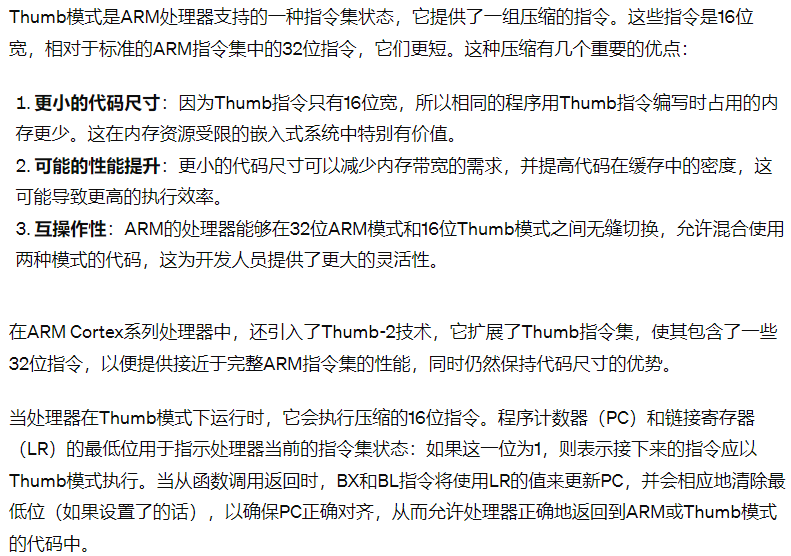 Thumb模式是ARM处理器支持的一种指令集状态，它提供了一组压缩的指令。这些指令是16位
宽，相对于标准的ARM指令集中的32位指令，它们更短。这种压缩有几个重要的优点：
1. 更小的代码尺寸：因为Thumb指令只有16位宽，所以相同的程序用Thumb指令编写时占用的内
存更少。这在内存资源受限的嵌入式系统中特别有价值。
2. 可能的性能提升：更小的代码尺寸可以减少内存带宽的需求，并提高代码在缓存中的密度，这
可能导致更高的执行效率。
3. 互操作性：ARM的处理器能够在32位ARM模式和16位Thumb模式之间无缝切换，允许混合使用
两种模式的代码，这为开发人员提供了更大的灵活性。
在ARM Cortex系列处理器中，还引入了Thumb-2技术，它扩展了Thumb指令集，使其包含了一些
32位指令，以便提供接近于完整ARM指令集的性能，同时仍然保持代码尺寸的优势。
当处理器在Thumb模式下运行时，它会执行压缩的16位指令。程序计数器（PC）和链接寄存器
（LR）的最低位用于指示处理器当前的指令集状态：如果这一位为1，则表示接下来的指令应以
Thumb模式执行。当从函数调用返回时，BX和BL指令将使用LR的值来更新PC，并会相应地清除最
低位（如果设置了的话），以确保PC正确对齐，从而允许处理器正确地返回到ARM或Thumb模式
的代码中。